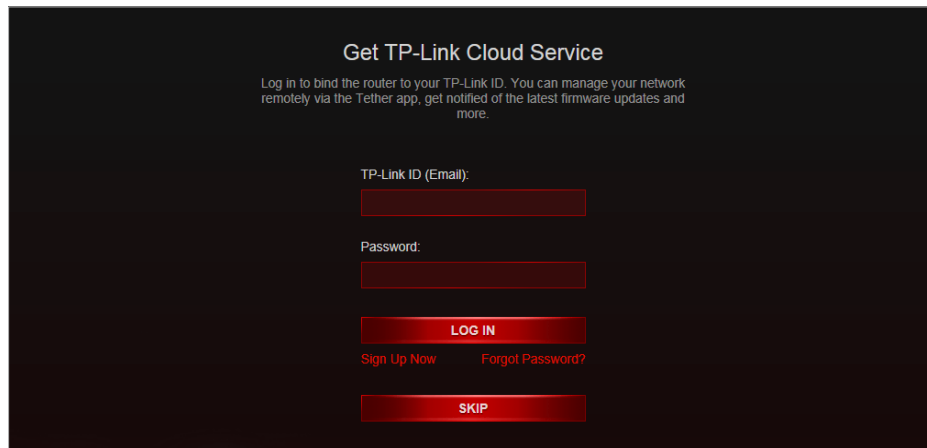 Get TP-Link Cloud Service
Log in to bind the router to your TP-Link ID. You can manage your network
remotely via the Tether app, get notified of the latest firmware updates and
more.
TP-Link ID (Email):
Password:
LOG IN
Sign Up Now Forgot Password?
SKIP